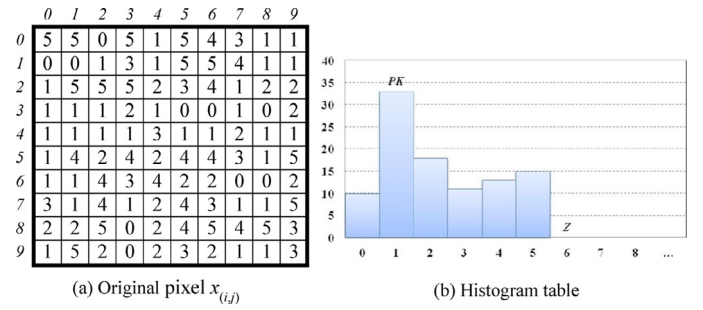 0 1 2 3 4 5 6 7 8 9
0 5 5 0 5 1 5 4 3 1 1
1 0 0 1 3 1 5 5 4 1 1
2 1 5 5 5 2 3 4 1 2 2
3 1 1 1 2 1 0 0 1 0 2
4 1 1 1 1 3 1 1 2 1 1
5 1 4 2 4 2 4 4 3 1 5
6 1 1 4 3 4 2 2 0 0 2
7 3 1 4 1 2 4 3 1 1 5
8 2 2 5 0 2 4 5 4 5 3
9 1 5 2 0 2 3 2 1 1 3
(a) Original pixel x(i,j)
40
35
30
25
20
15
10
5
0
PK
Z
0 1 2 3 4 5 6 7 8 ...
(b) Histogram table